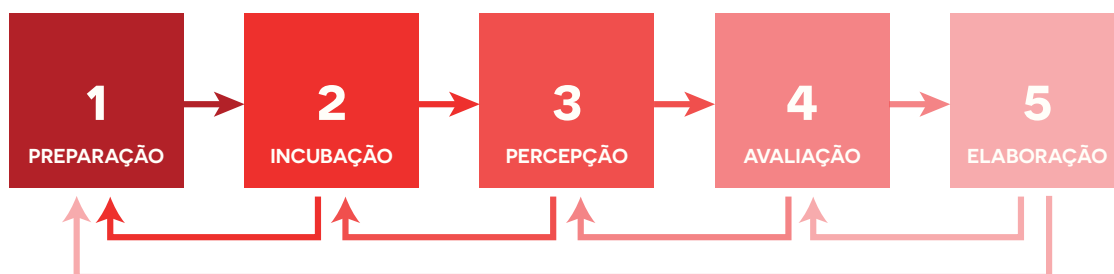 1
PREPARAÇÃO
2
INCUBAÇÃO
3
PERCEPÇÃO
4
AVALIAÇÃO
5
ELABORAÇÃO